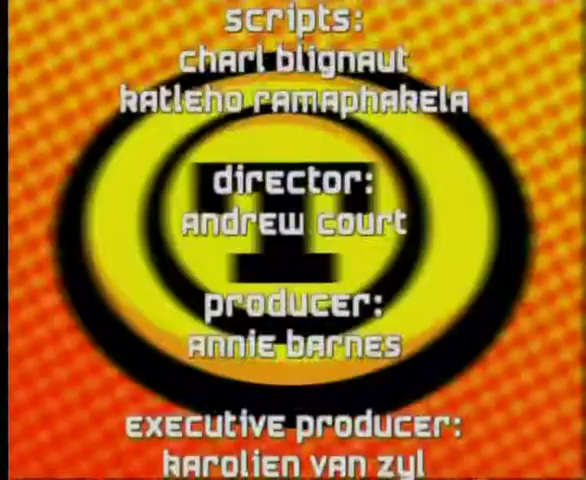 scripts:
charl blignaut
katleho ramaphakela
T
director:
andrew court
producer:
annie barnes
executive producer:
karolien van zyl